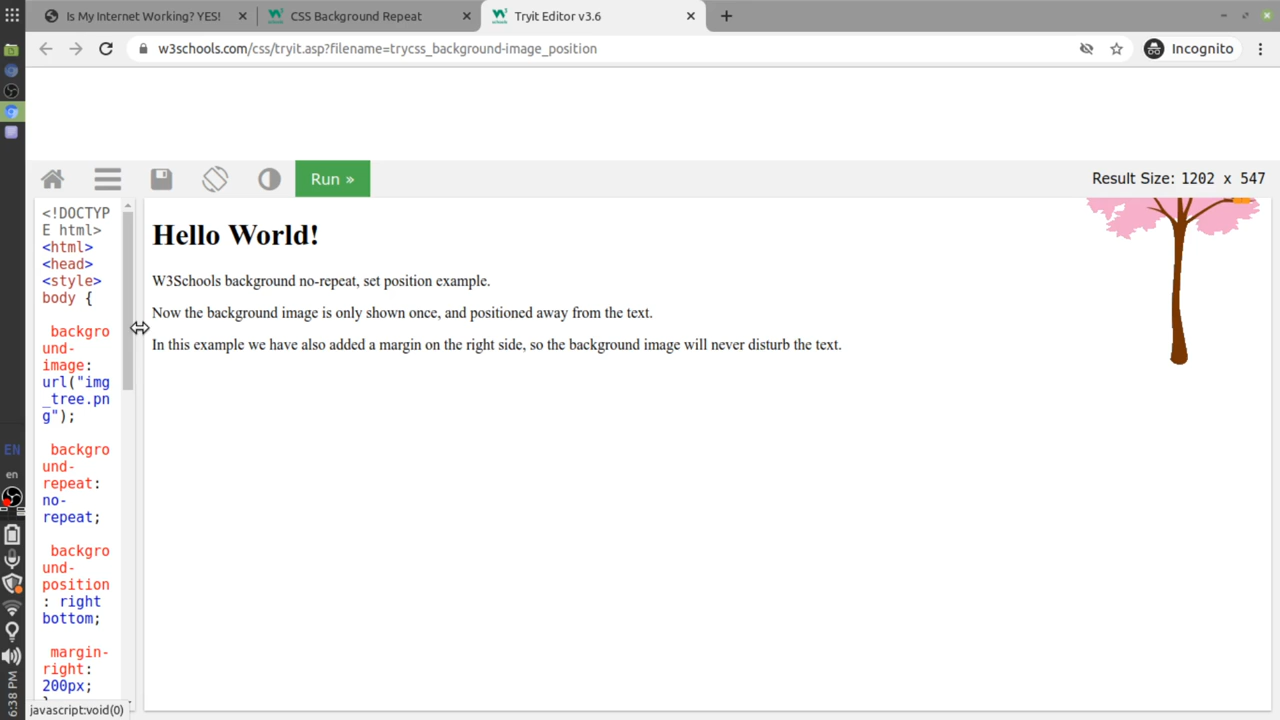 Is My Internet Working? YES!
CSS Background Repeat
Tryit Editor v3.6
w3schools.com/css/tryit.asp?filename=trycss_background-image_position
Incognito
Run »
Result Size: 1202 x 547
<!DOCTYP
E html>
<html>
<head>
<style>
body {
backgro
und-
image:
url("img
_tree.pn
g");
backgro
und-
repeat:
no-
repeat;
backgro
und-
position
: right
bottom;
margin-
right:
200px;
Hello World!
W3Schools background no-repeat, set position example.
Now the background image is only shown once, and positioned away from the text.
In this example we have also added a margin on the right side, so the background image will never disturb the text.
javascript:void(0)
EN
en
6:38 PM